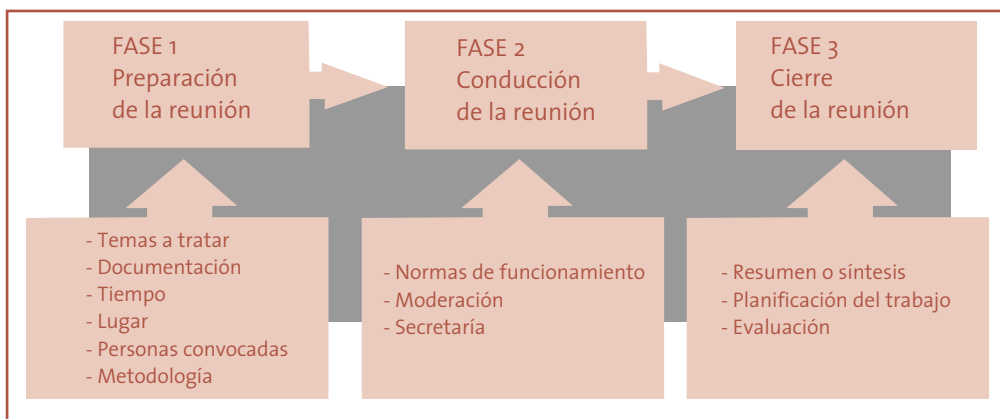 FASE 1
Preparación
de la reunión
FASE 2
Conducción
de la reunión
FASE 3
Cierre
de la reunión
- Temas a tratar
- Documentación
- Tiempo
- Lugar
- Personas convocadas
- Metodología
- Normas de funcionamiento
- Moderación
- Secretaría
- Resumen o síntesis
- Planificación del trabajo
- Evaluación